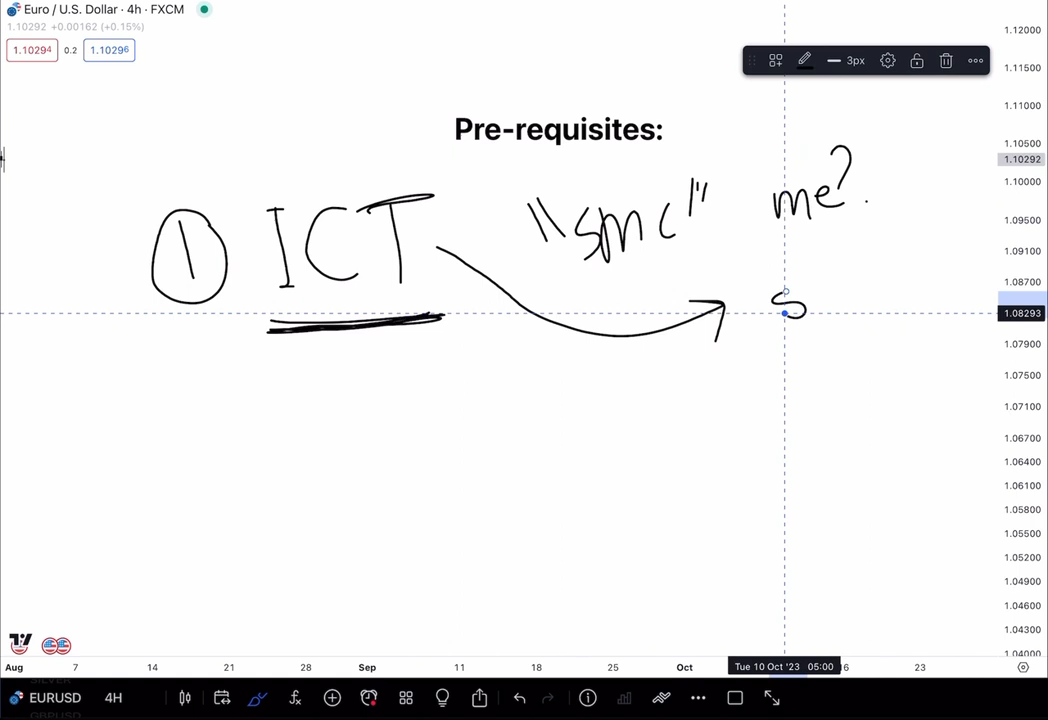 Euro / U.S. Dollar · 4h · FXCM
1.10292 +0.00162 (+0.15%)
1.10294 0.2 1.10296
3px
Pre-requisites:
① ICT "smc" me?
S
1.12000
1.11500
1.11000
1.10500
1.10292
1.10000
1.09500
1.09100
1.08700
1.08293
1.07900
1.07500
1.07100
1.06700
1.06400
1.06100
1.05800
1.05500
1.05200
1.04900
1.04600
1.04300
1.04000
Aug 7 14 21 28 Sep 11 18 25 Oct Tue 10 Oct '23 05:00 16 23
SILVER
EURUSD 4H
GBPUSD